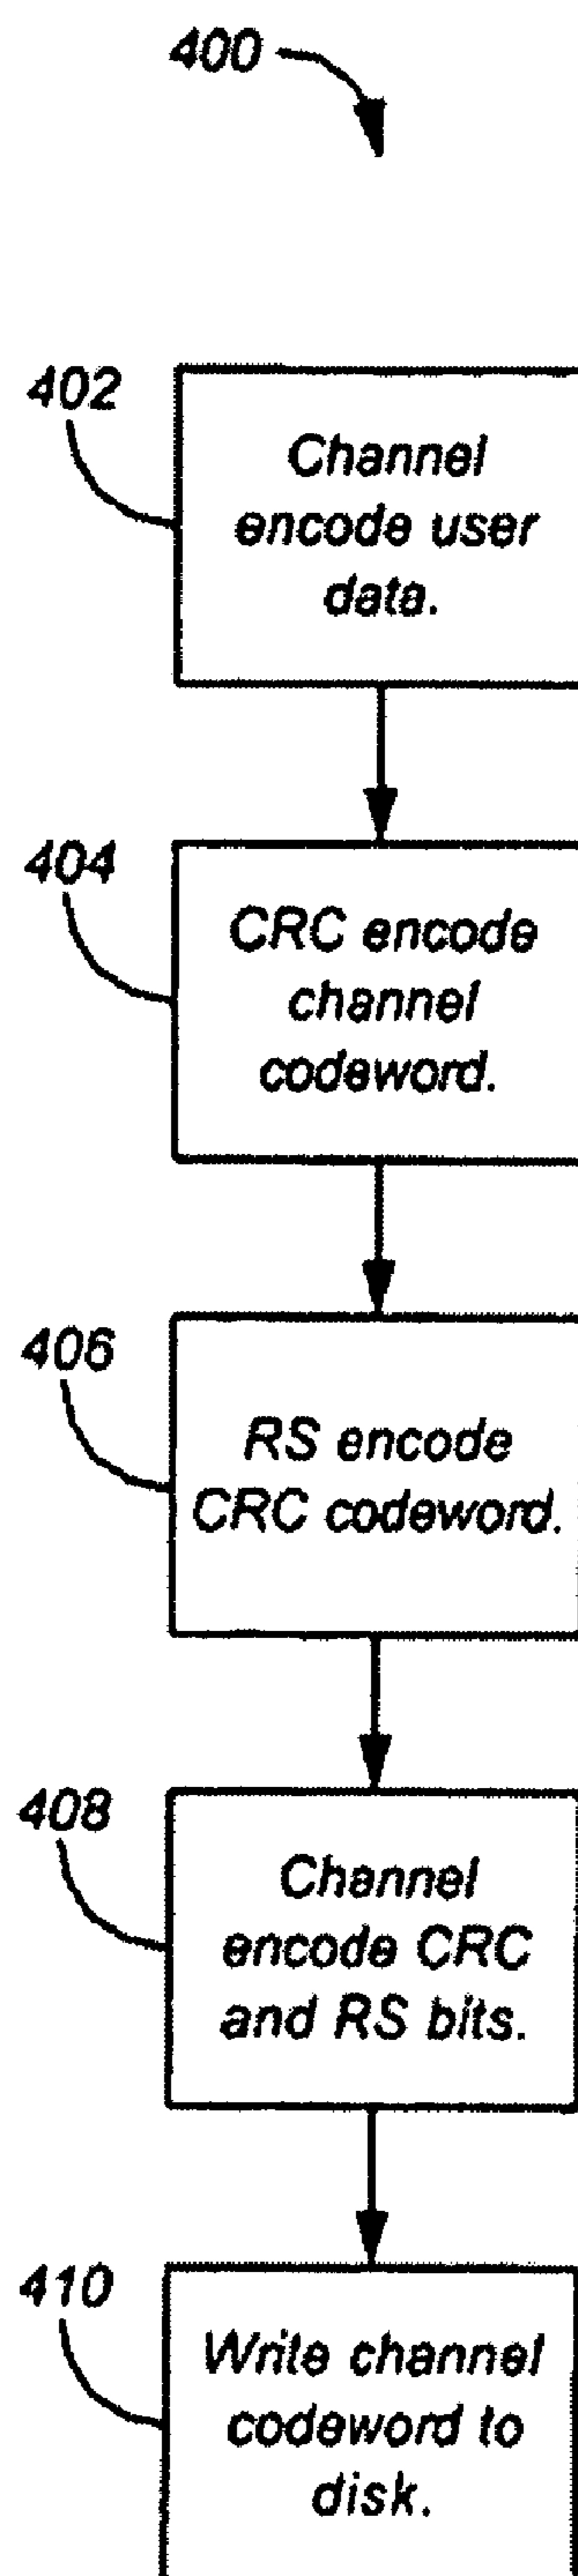 400
402
Channel
encode user
data.
404
CRC encode
channel
codeword.
406
RS encode
CRC codeword.
408
Channel
encode CRC
and RS bits.
410
Write channel
codeword to
disk.